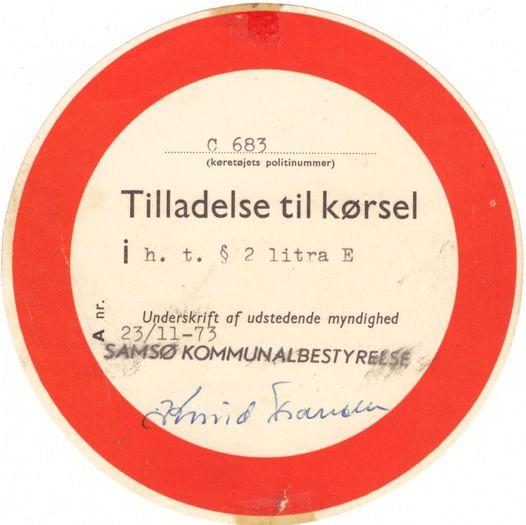 C 683
(køretøjets politinummer)
Tilladelse til kørsel
i h. t. § 2 litra E
A nr.
Underskrift af udstedende myndighed
23/11-73
SAMSØ KOMMUNALBESTYRELSE